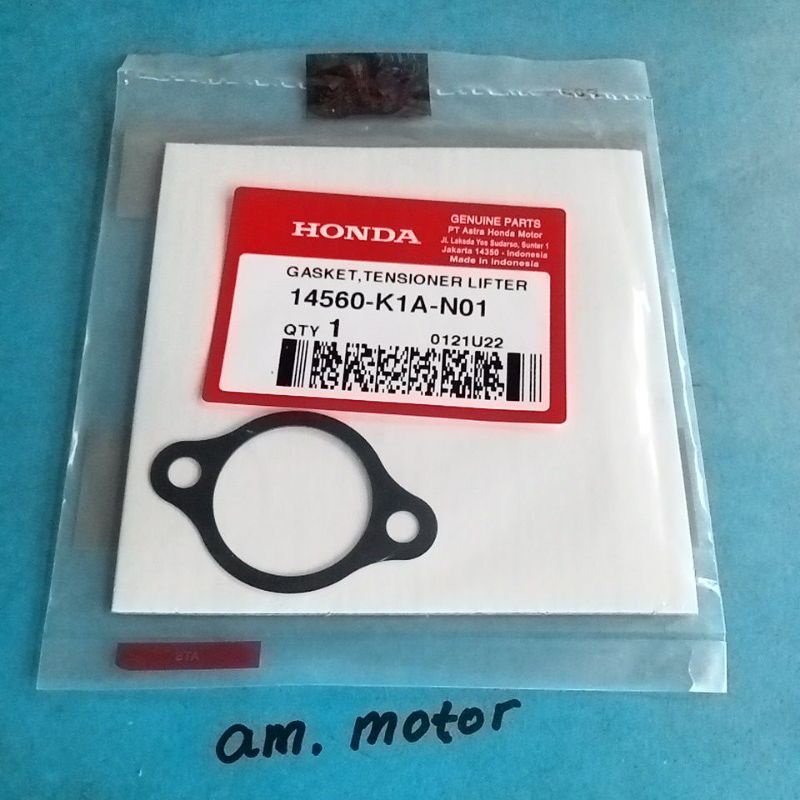 HONDA
GENUINE PARTS
PT Astra Honda Motor
Jl. Laksda Yos Sudarso, Sunter 1
Jakarta 14350 - Indonesia
Made in Indonesia
GASKET,TENSIONER LIFTER
14560-K1A-N01
QTY 1
0121U22
STA
am. motor